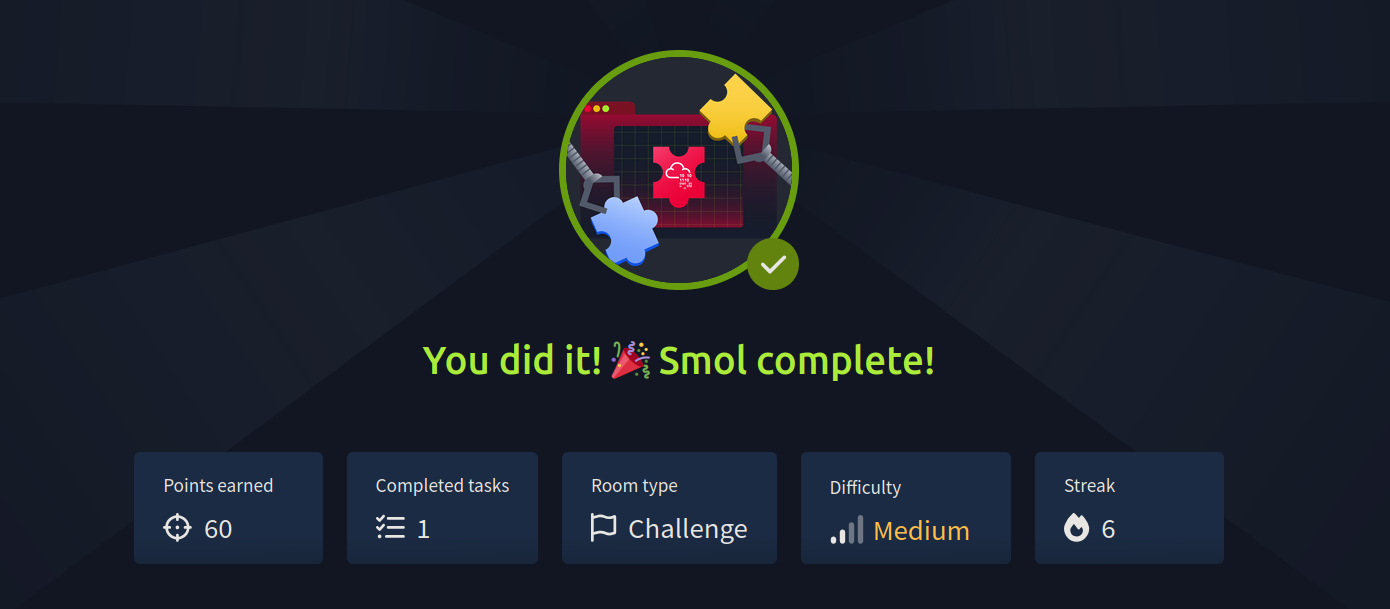 You did it! 🎉 Smol complete!
Points earned
60
Completed tasks
1
Room type
Challenge
Difficulty
Medium
Streak
6